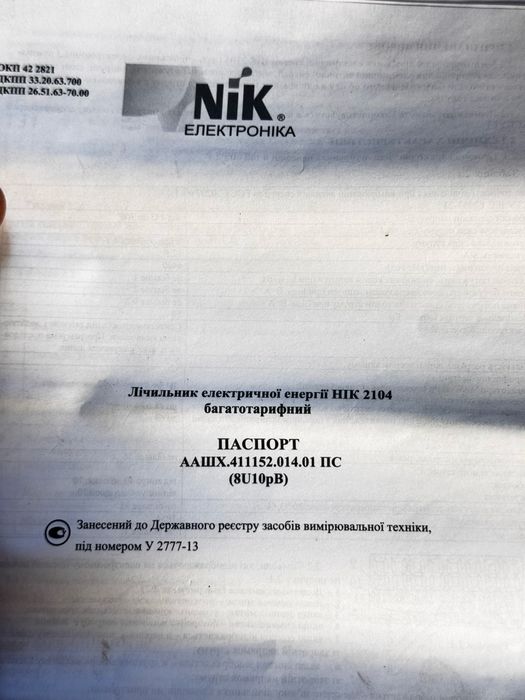 ОКП 42 2821
ДКПП 33.20.63.700
ДКПП 26.51.63-70.00
NiK ®
ЕЛЕКТРОНІКА
Лічильник електричної енергії НІК 2104
багатотарифний
ПАСПОРТ
ААШХ.411152.014.01 ПС
(8U10pB)
Занесений до Державного реєстру засобів вимірювальної техніки,
під номером У 2777-13